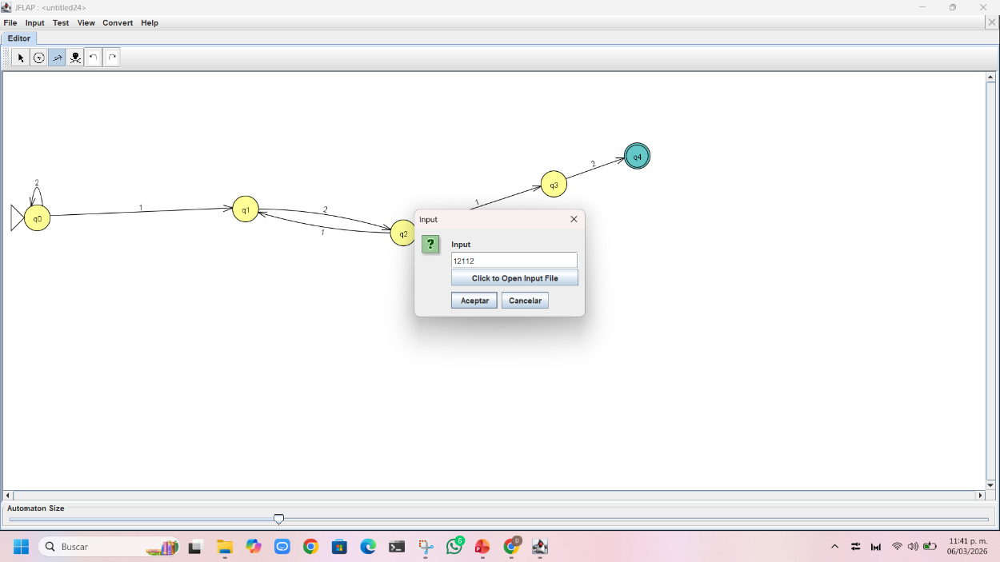 JFLAP : <untitled24>
File Input Test View Convert Help
Editor
q4
2
q3
2
1
1
2
q1
q0
1
q2
Input
?
Input
12112
Click to Open Input File
Aceptar Cancelar
Automaton Size
Buscar
6
D
11:41 p. m.
06/03/2026